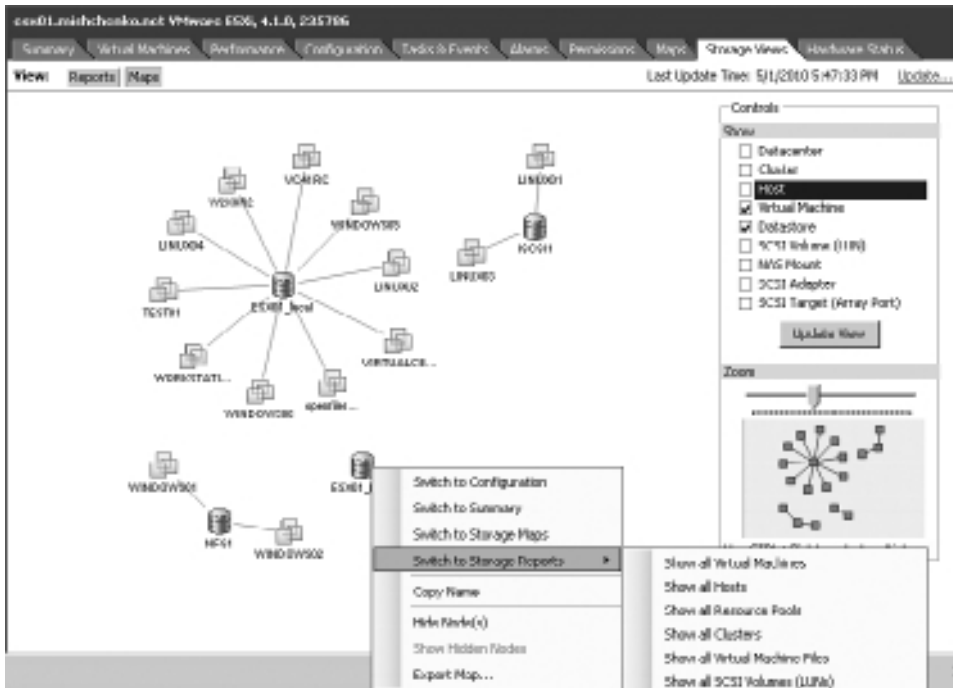 esx01.mishchenko.net VMware ESXi, 4.1.0, 235786
Summary Virtual Machines Performance Configuration Tasks & Events Alarms Permissions Maps Storage Views Hardware Status
View: Reports Maps
Last Update Time: 5/1/2010 5:47:33 PM Update...
Controls
Show
Datacenter
Cluster
Host
Virtual Machine
Datastore
SCSI Volume (LUN)
NAS Mount
SCSI Adapter
SCSI Target (Array Port)
Update View
Zoom
VC41RC
WINDOWS05
LINUX04
LINUX02
TEST01
ESX01_local
VIRTUALCE...
WORKSTATI...
WINDOWS06
LINUX01
ISCSI1
LINUX03
WINDOWS01
NFS1
WINDOWS02
Switch to Configuration
Switch to Summary
Switch to Storage Maps
Switch to Storage Reports
Copy Name
Hide Node(s)
Show Hidden Nodes
Export Map...
Show all Virtual Machines
Show all Hosts
Show all Resource Pools
Show all Clusters
Show all Virtual Machine Files
Show all SCSI Volumes (LUNs)